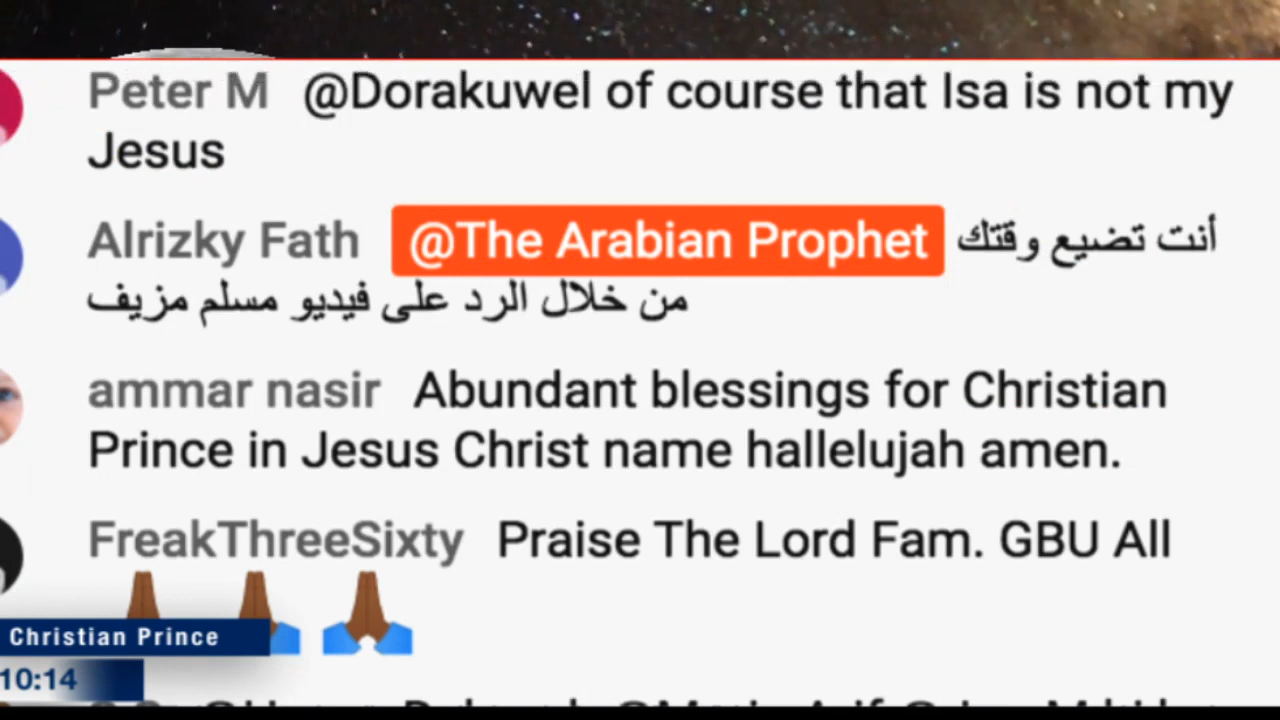 Peter M @Dorakuwel of course that Isa is not my
Jesus
Alrizky Fath @The Arabian Prophet أنت تضيع وقتك
من خلال الرد على فيديو مسلم مزيف
ammar nasir Abundant blessings for Christian
Prince in Jesus Christ name hallelujah amen.
FreakThreeSixty Praise The Lord Fam. GBU All
Christian Prince
10:14